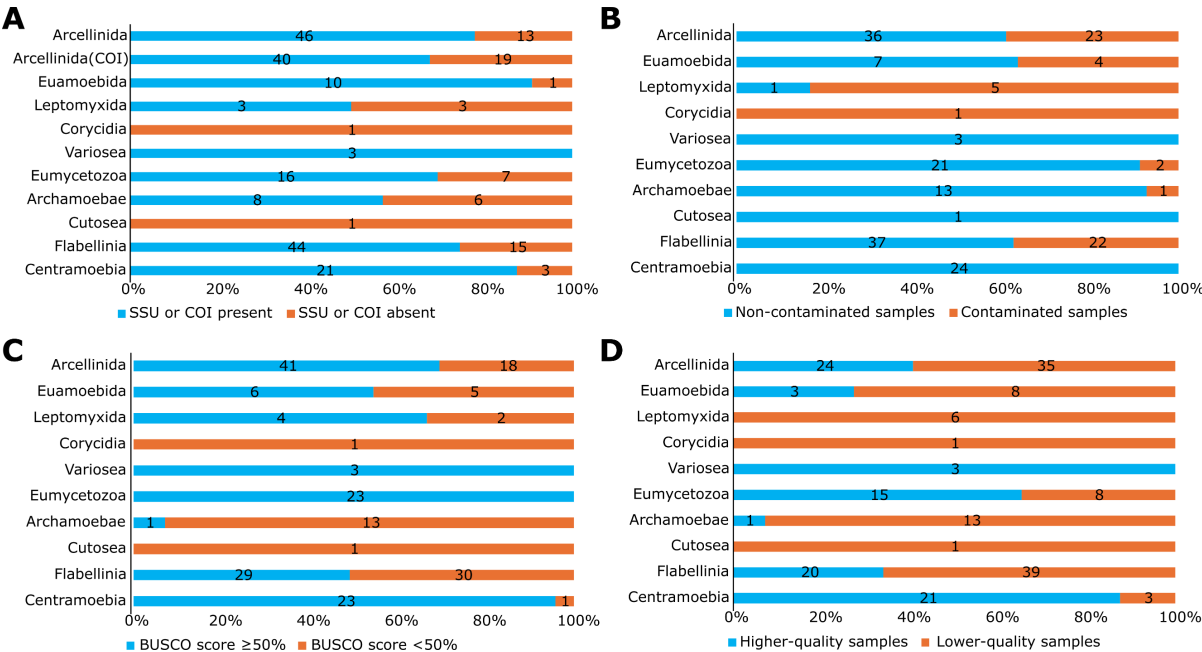 A
Arcellinida 46 13
Arcellinida(COI) 40 19
Euamoebida 10 1
Leptomyxida 3 3
Corycidia 1
Variosea 3
Eumycetozoa 16 7
Archamoebae 8 6
Cutosea 1
Flabellinia 44 15
Centramoebia 21 3
0% 20% 40% 60% 80% 100%
SSU or COI present SSU or COI absent
B
Arcellinida 36 23
Euamoebida 7 4
Leptomyxida 1 5
Corycidia 1
Variosea 3
Eumycetozoa 21 2
Archamoebae 13 1
Cutosea 1
Flabellinia 37 22
Centramoebia 24
0% 20% 40% 60% 80% 100%
Non-contaminated samples Contaminated samples
C
Arcellinida 41 18
Euamoebida 6 5
Leptomyxida 4 2
Corycidia 1
Variosea 3
Eumycetozoa 23
Archamoebae 1 13
Cutosea 1
Flabellinia 29 30
Centramoebia 23 1
0% 20% 40% 60% 80% 100%
BUSCO score ≥50% BUSCO score <50%
D
Arcellinida 24 35
Euamoebida 3 8
Leptomyxida 6
Corycidia 1
Variosea 3
Eumycetozoa 15 8
Archamoebae 1 13
Cutosea 1
Flabellinia 20 39
Centramoebia 21 3
0% 20% 40% 60% 80% 100%
Higher-quality samples Lower-quality samples